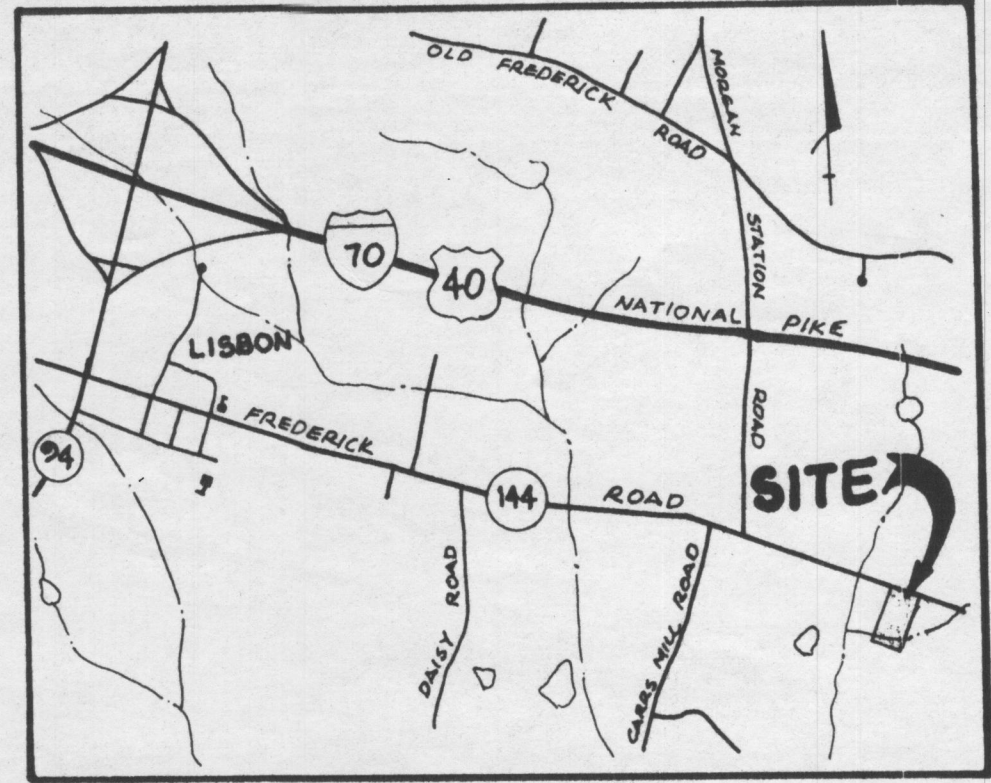 OLD FREDERICK ROAD
MORGAN STATION ROAD
70
40
NATIONAL PIKE
LISBON
FREDERICK ROAD
94
144
SITE
DAISY ROAD
CARRS MILL ROAD